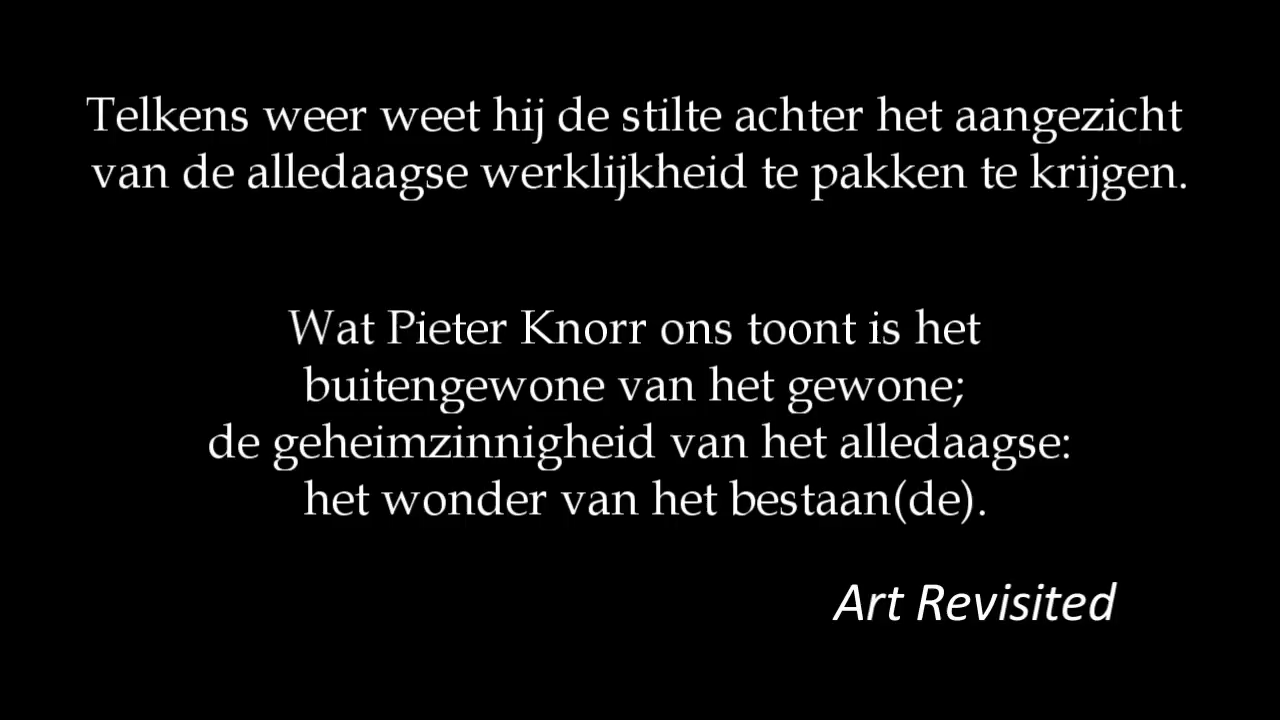 Telkens weer weet hij de stilte achter het aangezicht
van de alledaagse werklijkheid te pakken te krijgen.
Wat Pieter Knorr ons toont is het
buitengewone van het gewone;
de geheimzinnigheid van het alledaagse:
het wonder van het bestaan(de).
Art Revisited